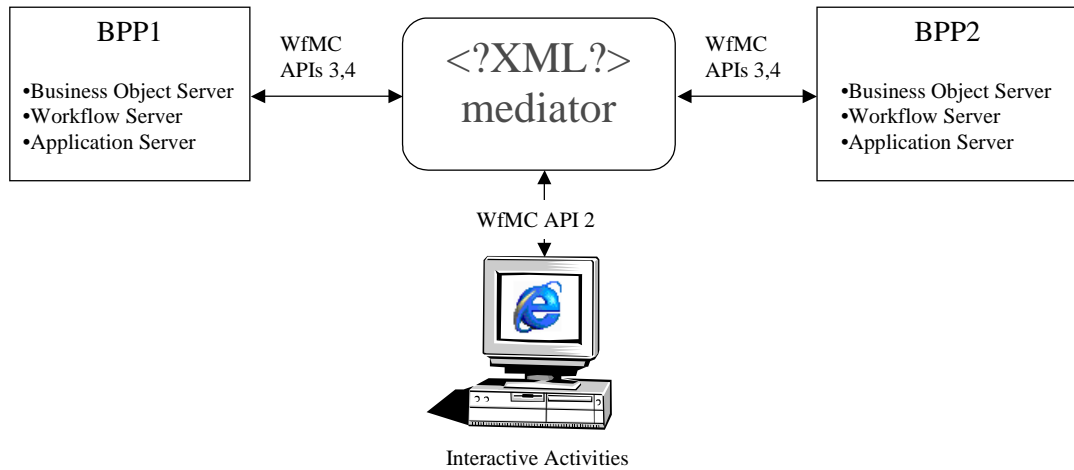 BPP1
•Business Object Server
•Workflow Server
•Application Server
WfMC
APIs 3,4
<?XML?>
mediator
WfMC
APIs 3,4
BPP2
•Business Object Server
•Workflow Server
•Application Server
WfMC API 2
Interactive Activities